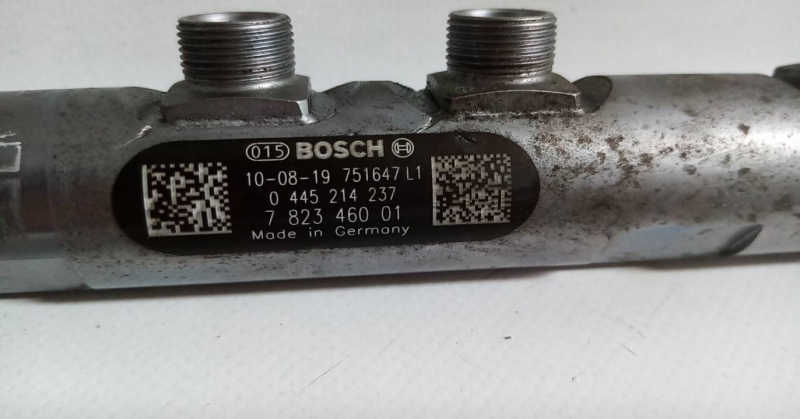 015 BOSCH
10-08-19 751647 L1
0 445 214 237
7 823 460 01
Made in Germany